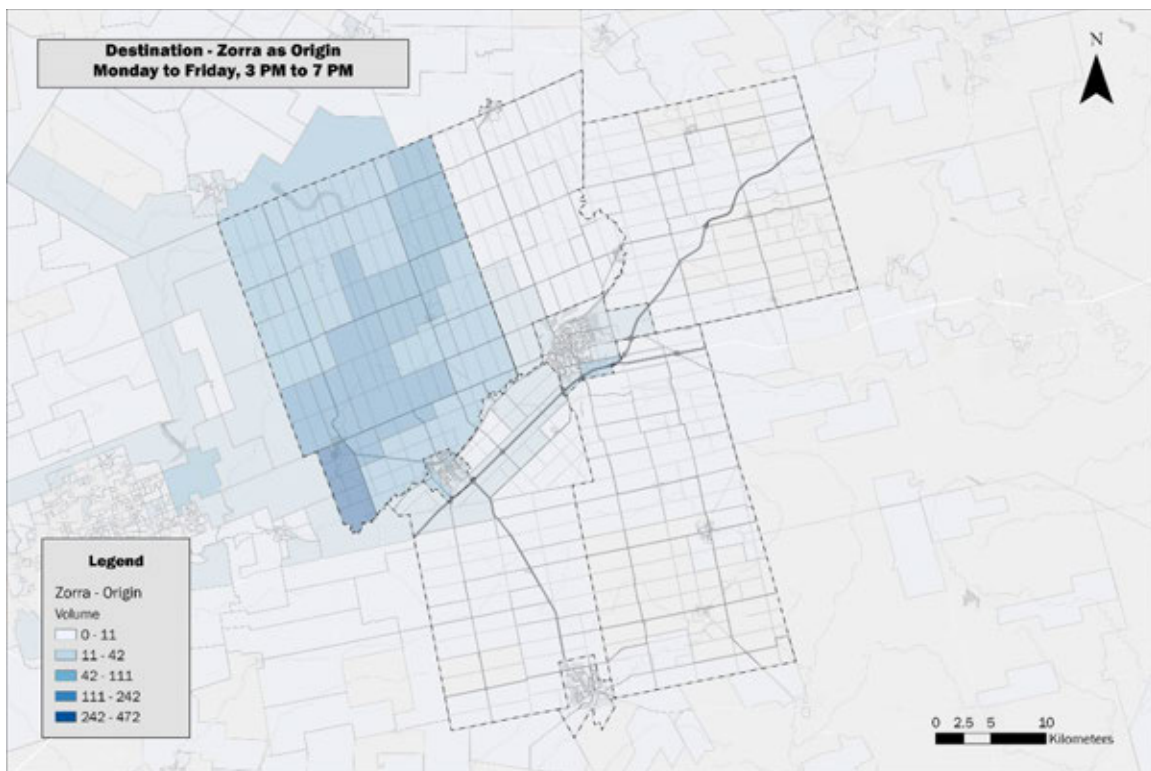 Destination - Zorra as Origin
Monday to Friday, 3 PM to 7 PM
N
Legend
Zorra - Origin
Volume
0 - 11
11 - 42
42 - 111
111 - 242
242 - 472
0 2.5 5 10
Kilometers